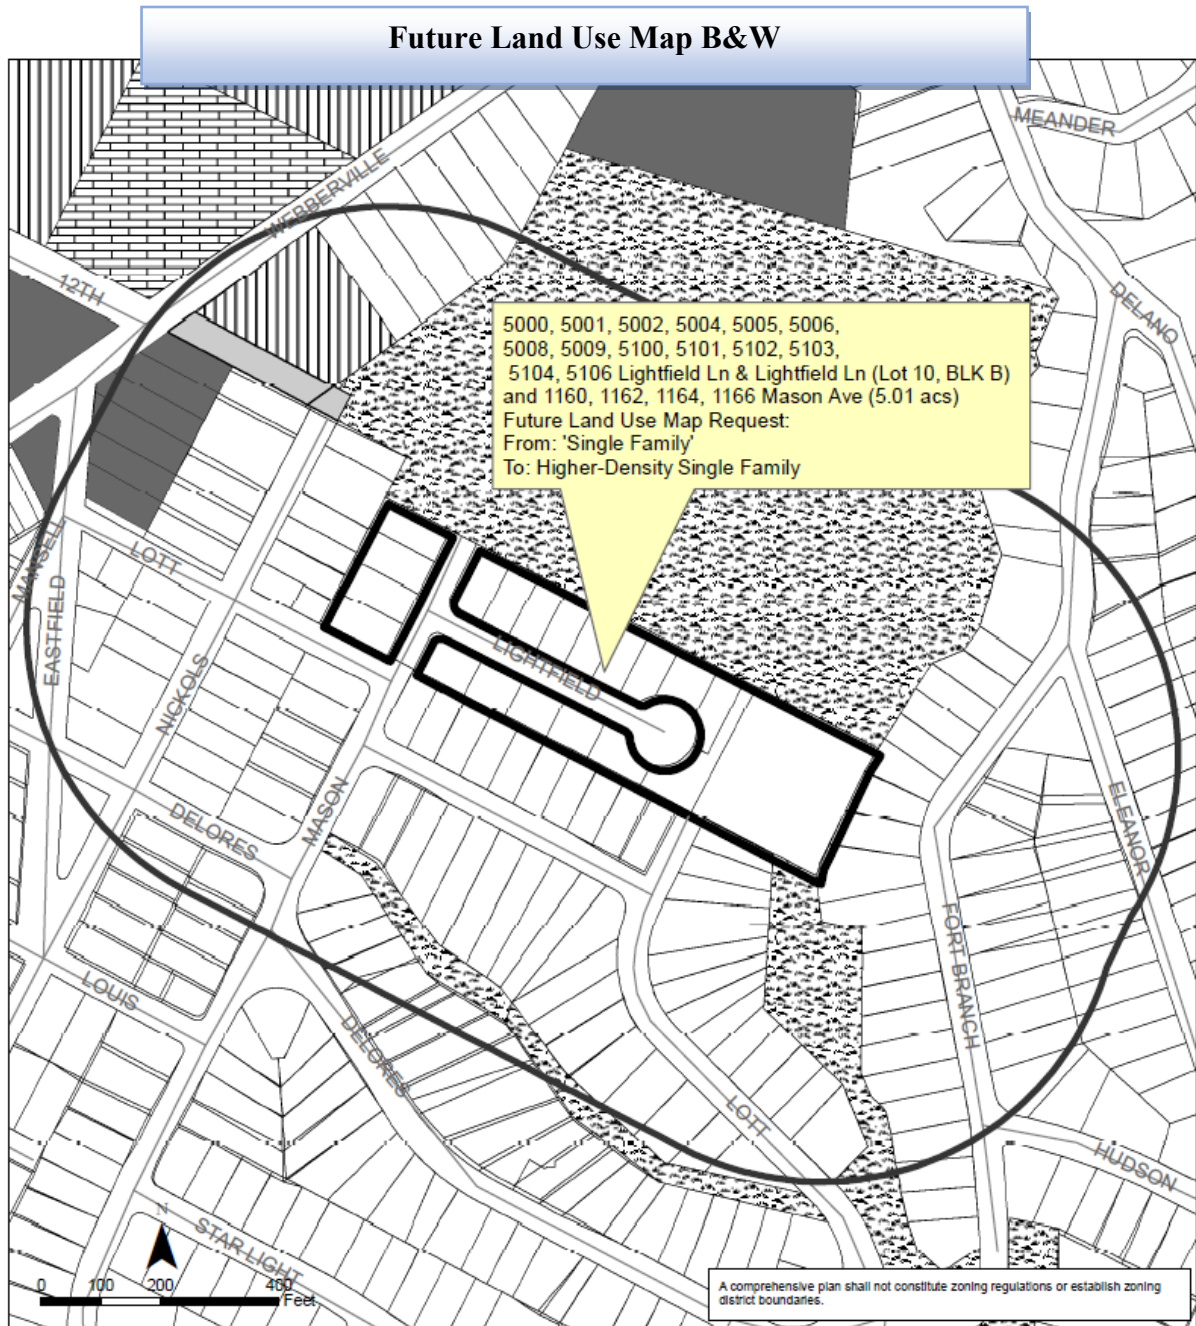 Future Land Use Map B&W
MEANDER
WEBBERVILLE
12TH
DELANO
5000, 5001, 5002, 5004, 5005, 5006,
5008, 5009, 5100, 5101, 5102, 5103,
5104, 5106 Lightfield Ln & Lightfield Ln (Lot 10, BLK B)
and 1160, 1162, 1164, 1166 Mason Ave (5.01 acs)
Future Land Use Map Request:
From: 'Single Family'
To: Higher-Density Single Family
MANSELL
LOTT
EASTFIELD
LIGHTFIELD
NICKOLS
MASON
DELORES
ELEANOR
FORT BRANCH
LOUIS
DELORES
LOTT
HUDSON
STAR LIGHT
N
0 100 200 400
Feet
A comprehensive plan shall not constitute zoning regulations or establish zoning
district boundaries.